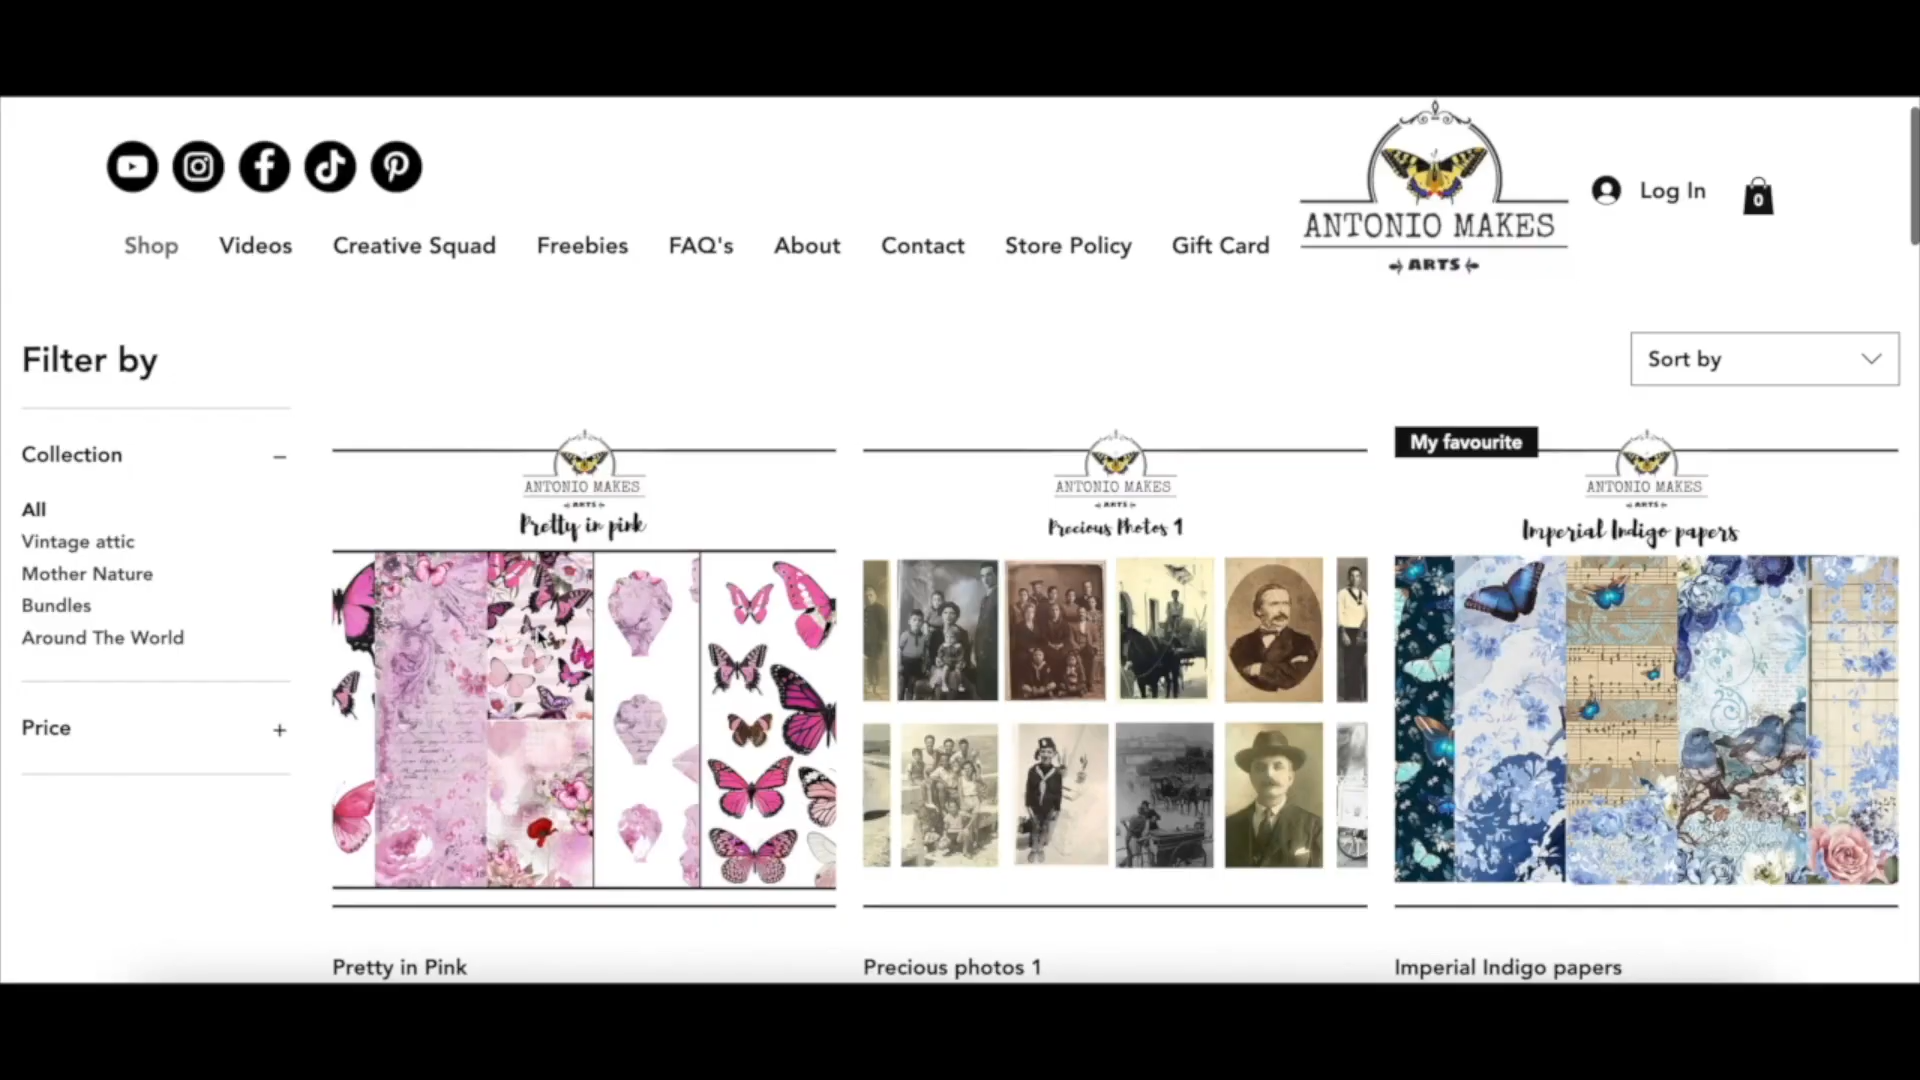 Shop Videos Creative Squad Freebies FAQ's About Contact Store Policy Gift Card
ANTONIO MAKES
ARTS
Log In
0
Filter by
Sort by
Collection
All
Vintage attic
Mother Nature
Bundles
Around The World
Price
ANTONIO MAKES
ARTS
Pretty in pink
ANTONIO MAKES
ARTS
Precious Photos 1
My favourite
ANTONIO MAKES
ARTS
Imperial Indigo papers
Pretty in Pink
Precious photos 1
Imperial Indigo papers